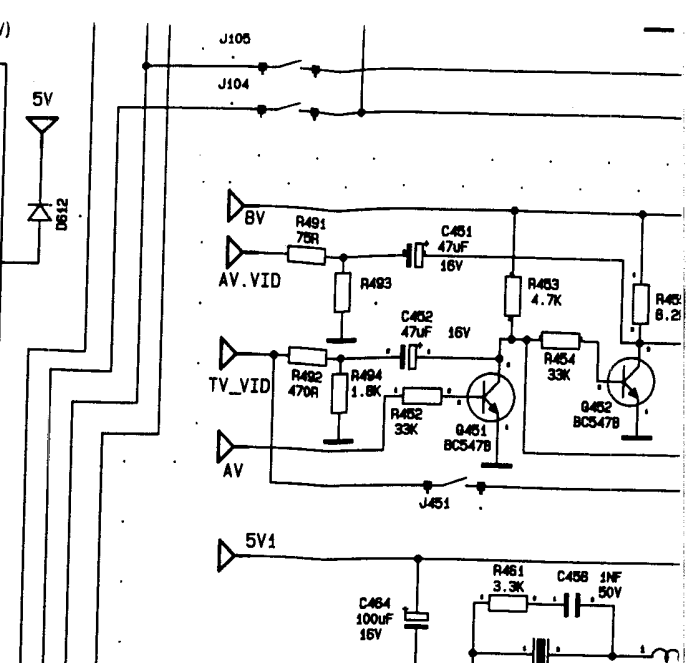 J105
J104
5V
D612
8V
R491
75R
C451
47uF
16V
AV.VID
R493
R453
4.7K
C452
47uF 16V
TV_VID
R492
470R
R494
1.8K
R452
33K
R454
33K
Q451
BC547B
Q452
BC547B
AV
J451
5V1
R461
3.3K
C456 1NF
50V
C464
100uF
16V